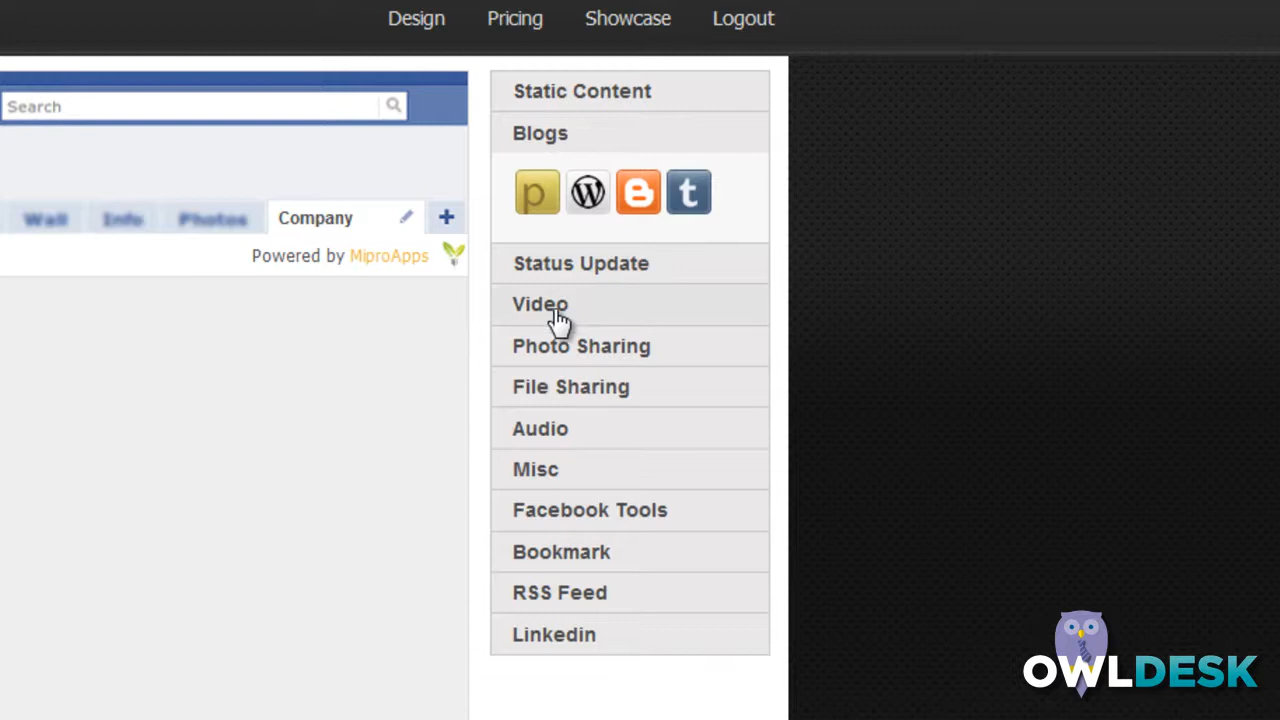 Design Pricing Showcase Logout
Search
Wall Info Photos Company
Powered by MiproApps
Static Content
Blogs
Status Update
Video
Photo Sharing
File Sharing
Audio
Misc
Facebook Tools
Bookmark
RSS Feed
Linkedin
OWLDESK